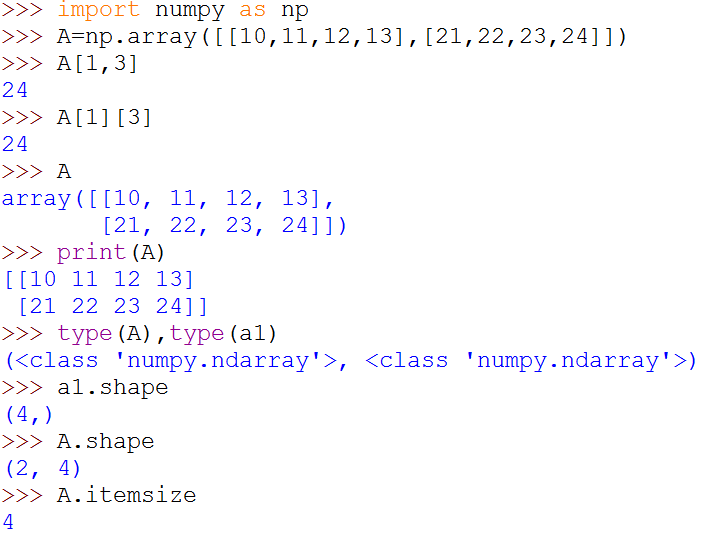 >>> import numpy as np
>>> A=np.array([[10,11,12,13],[21,22,23,24]])
>>> A[1,3]
24
>>> A[1][3]
24
>>> A
array([[10, 11, 12, 13],
       [21, 22, 23, 24]])
>>> print(A)
[[10 11 12 13]
 [21 22 23 24]]
>>> type(A),type(a1)
(<class 'numpy.ndarray'>, <class 'numpy.ndarray'>)
>>> a1.shape
(4,)
>>> A.shape
(2, 4)
>>> A.itemsize
4